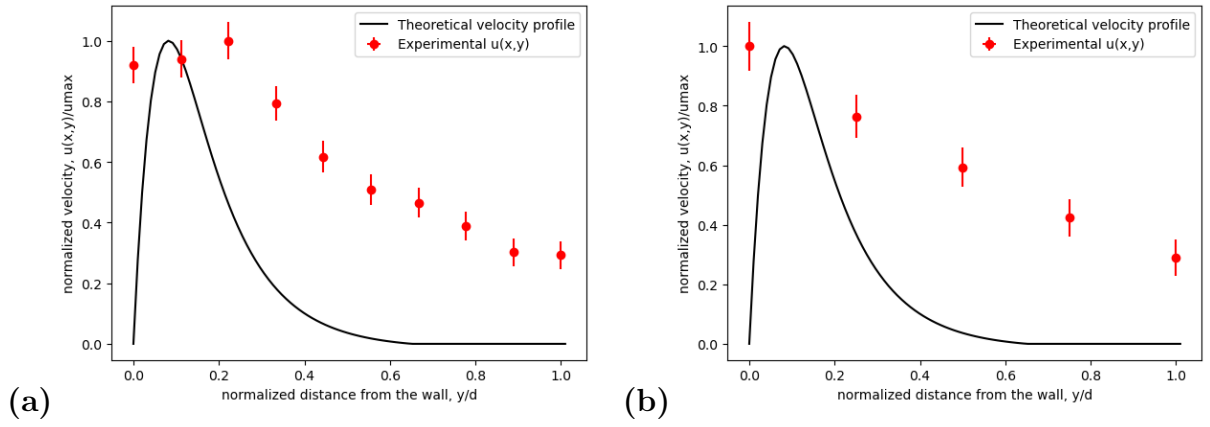 Theoretical velocity profile
Experimental u(x,y)
1.0
0.8
0.6
0.4
0.2
0.0
normalized velocity, u(x,y)/umax
0.0 0.2 0.4 0.6 0.8 1.0
normalized distance from the wall, y/d
(a)
Theoretical velocity profile
Experimental u(x,y)
1.0
0.8
0.6
0.4
0.2
0.0
normalized velocity, u(x,y)/umax
0.0 0.2 0.4 0.6 0.8 1.0
normalized distance from the wall, y/d
(b)